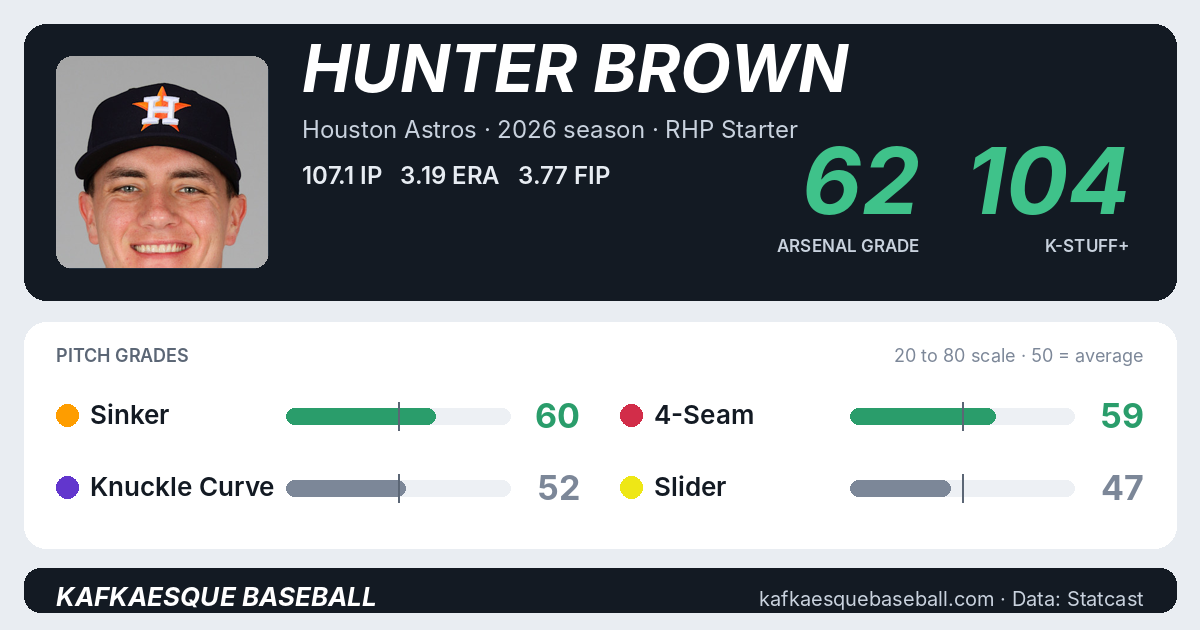 HUNTER BROWN
Houston Astros · 2026 season · RHP Starter
107.1 IP 3.19 ERA 3.77 FIP
62 104
ARSENAL GRADE K-STUFF+
H
PITCH GRADES 20 to 80 scale · 50 = average
Sinker 60 4-Seam 59
Knuckle Curve 52 Slider 47
KAFKAESQUE BASEBALL kafkaesquebaseball.com · Data: Statcast